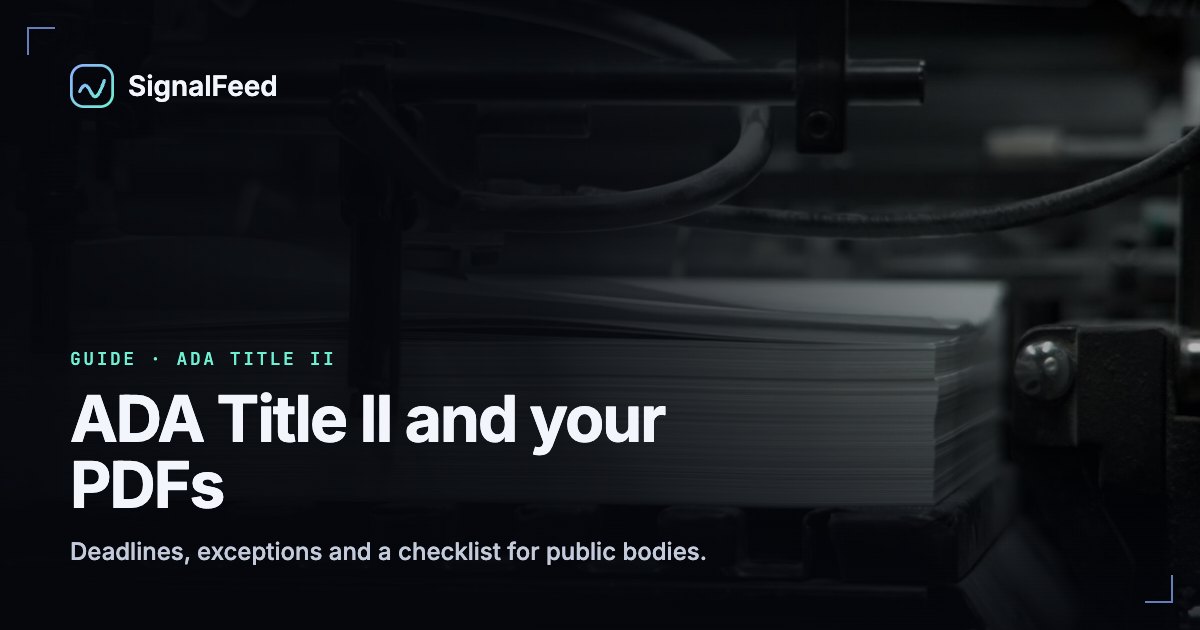 SignalFeed
GUIDE · ADA TITLE II
ADA Title II and your
PDFs
Deadlines, exceptions and a checklist for public bodies.